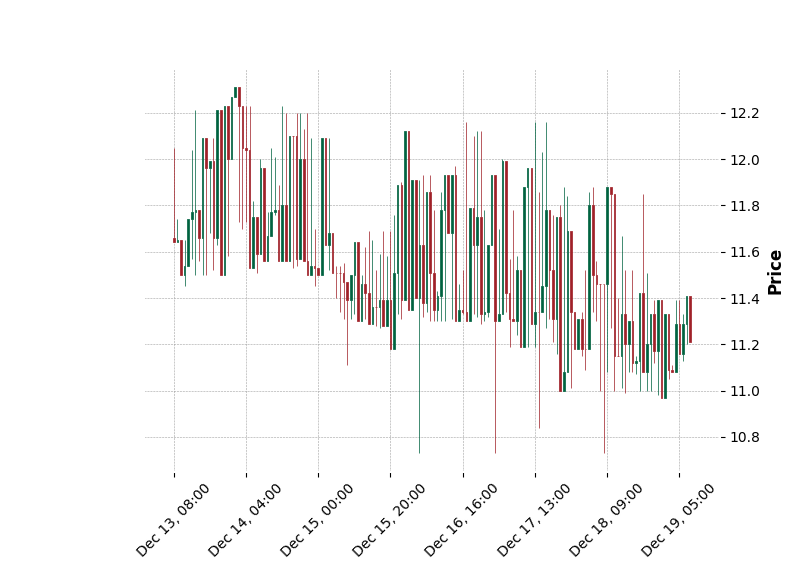 12.2
12.0
11.8
11.6
11.4
11.2
11.0
10.8
Price
Dec 13, 08:00
Dec 14, 04:00
Dec 15, 00:00
Dec 15, 20:00
Dec 16, 16:00
Dec 17, 13:00
Dec 18, 09:00
Dec 19, 05:00